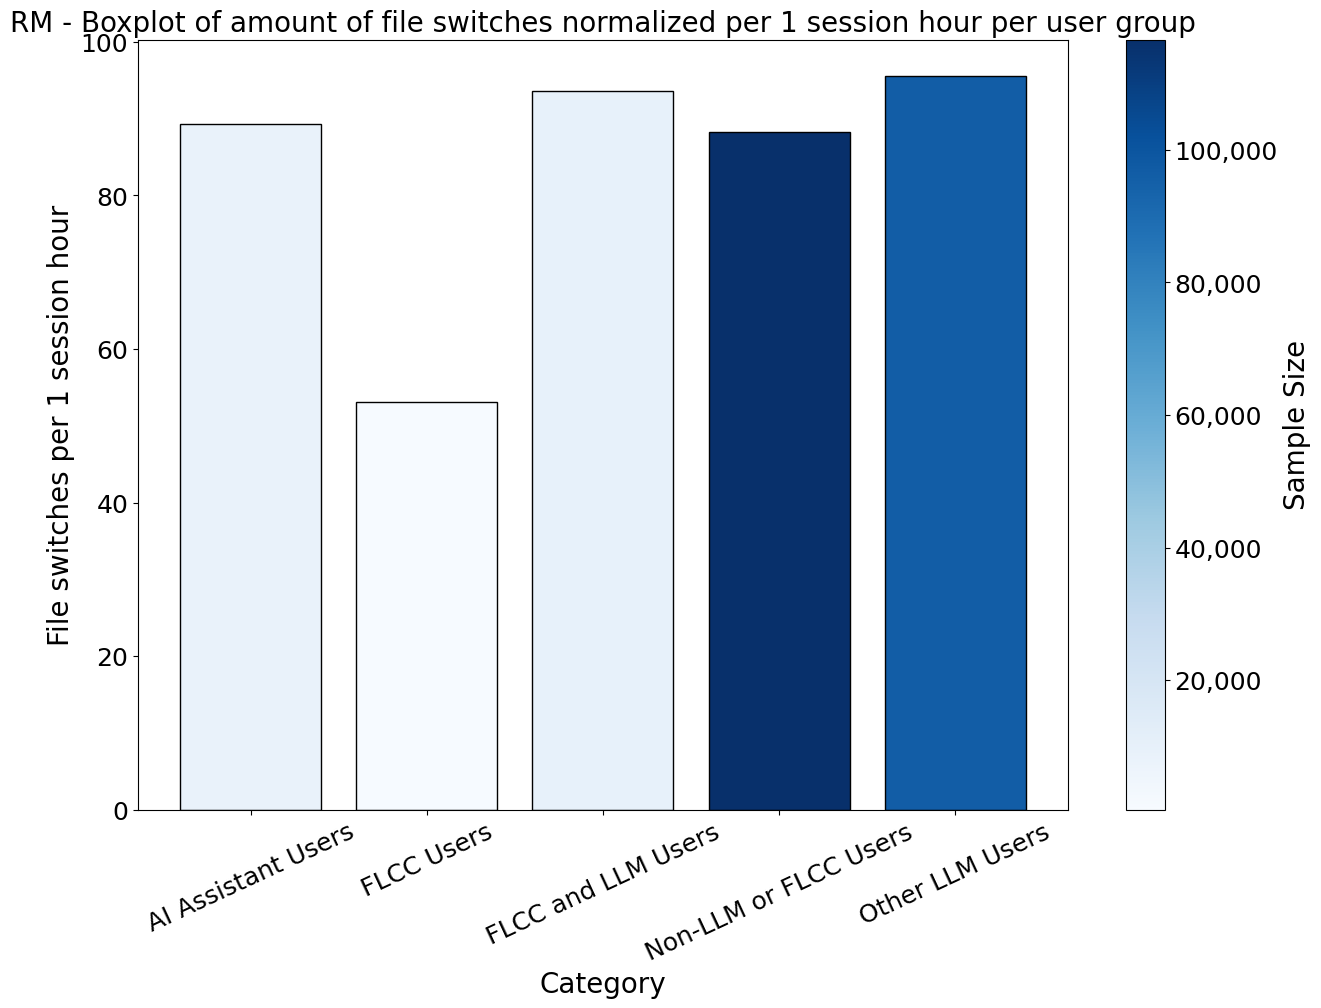 RM - Boxplot of amount of file switches normalized per 1 session hour per user group
File switches per 1 session hour
100
80
60
40
20
0
AI Assistant Users
FLCC Users
FLCC and LLM Users
Non-LLM or FLCC Users
Other LLM Users
Category
100,000
80,000
60,000
40,000
20,000
Sample Size